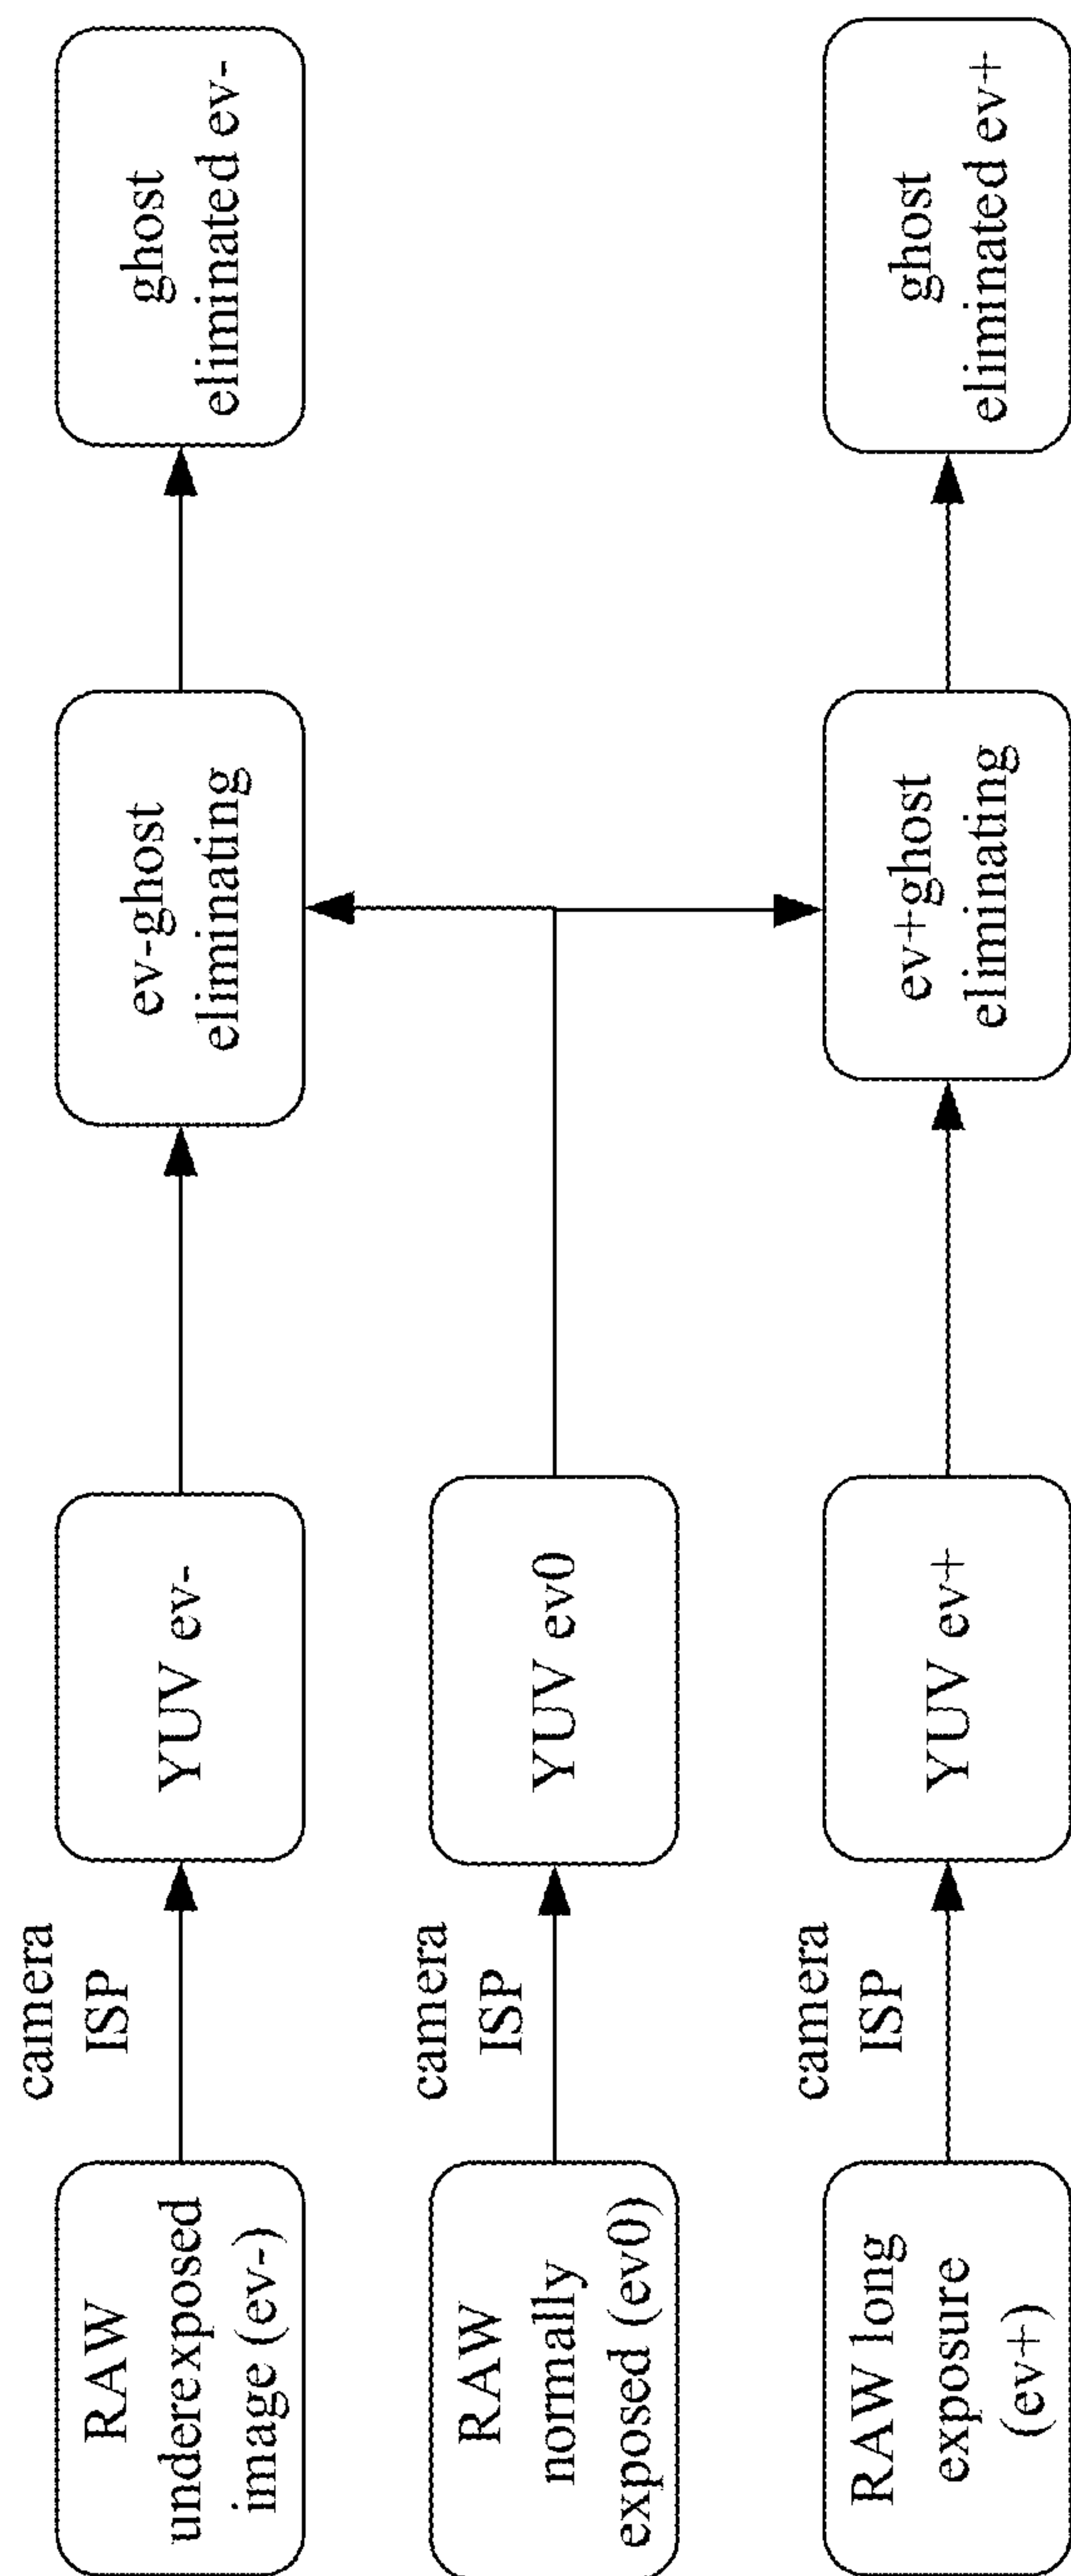 RAW
underexposed
image (ev-)
camera
ISP
YUV ev-
ev-ghost
eliminating
ghost
eliminated ev-
RAW
normally
exposed (ev0)
camera
ISP
YUV ev0
RAW long
exposure
(ev+)
camera
ISP
YUV ev+
ev+ghost
eliminating
ghost
eliminated ev+